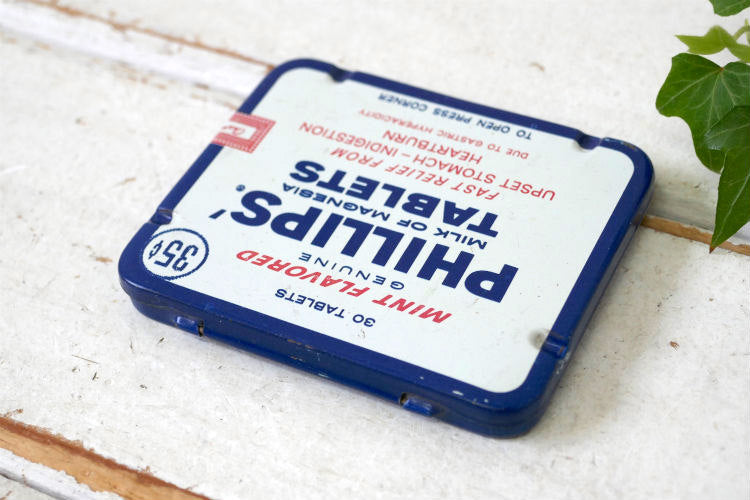 30 TABLETS
MINT FLAVORED
GENUINE
PHILLIPS'
MILK OF MAGNESIA
TABLETS®
FAST RELIEF FROM
UPSET STOMACH – INDIGESTION
HEARTBURN
DUE TO GASTRIC HYPERACIDITY
TO OPEN PRESS CORNER
35¢